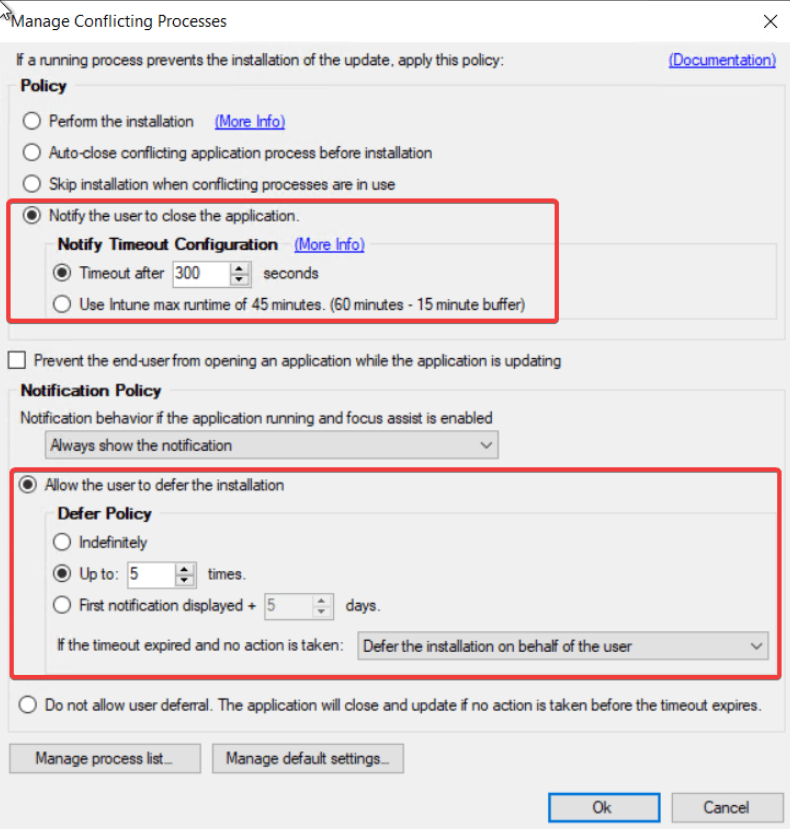 Manage Conflicting Processes
If a running process prevents the installation of the update, apply this policy: (Documentation)
Policy
Perform the installation (More Info)
Auto-close conflicting application process before installation
Skip installation when conflicting processes are in use
Notify the user to close the application.
Notify Timeout Configuration (More Info)
Timeout after 300 seconds
Use Intune max runtime of 45 minutes. (60 minutes - 15 minute buffer)
Prevent the end-user from opening an application while the application is updating
Notification Policy
Notification behavior if the application running and focus assist is enabled
Always show the notification
Allow the user to defer the installation
Defer Policy
Indefinitely
Up to: 5 times.
First notification displayed + 5 days.
If the timeout expired and no action is taken: Defer the installation on behalf of the user
Do not allow user deferral. The application will close and update if no action is taken before the timeout expires.
Manage process list... Manage default settings...
Ok Cancel